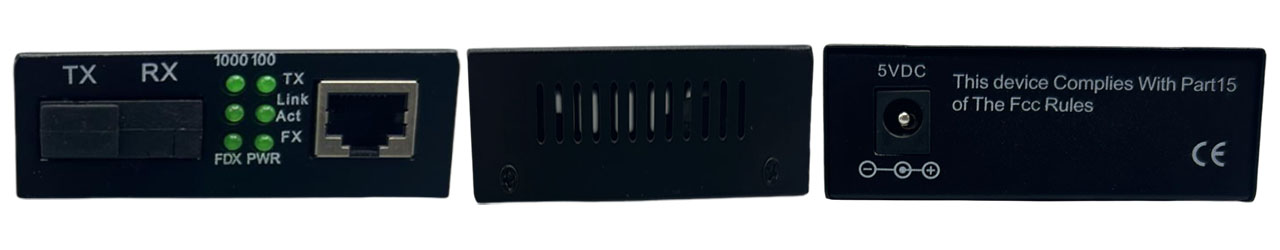 TX RX
1000 100
TX
Link
Act
FX
FDX PWR
5VDC
This device Complies With Part15
of The Fcc Rules
CE